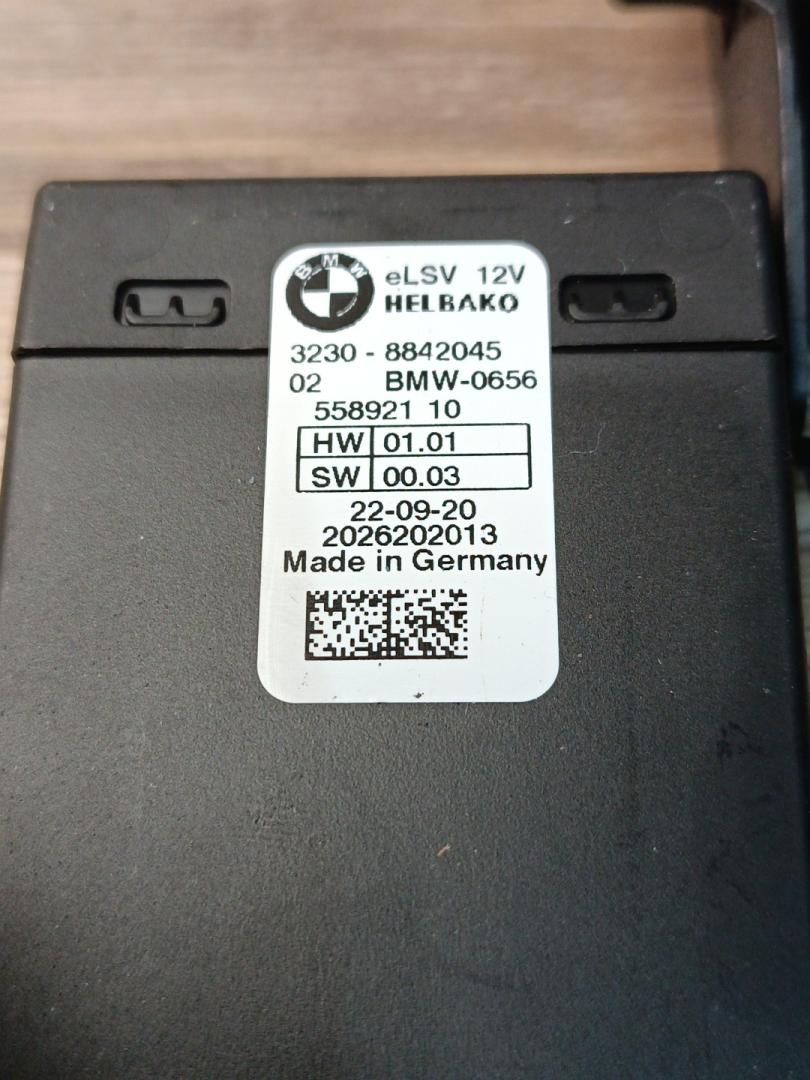 BMW
eLSV 12V
HELBAKO
3230 - 8842045
02 BMW-0656
558921 10
HW 01.01
SW 00.03
22-09-20
2026202013
Made in Germany